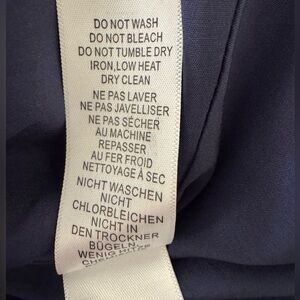 DO NOT WASH
DO NOT BLEACH
DO NOT TUMBLE DRY
IRON,LOW HEAT
DRY CLEAN
NE PAS LAVER
NE PAS JAVELLISER
NE PAS SÉCHER
AU MACHINE
REPASSER
AU FER FROID
NETTOYAGE À SEC
NICHT WASCHEN
NICHT
CHLORBLEICHEN
NICHT IN
DEN TROCKNER
BÜGELN,
WENIG HITZE